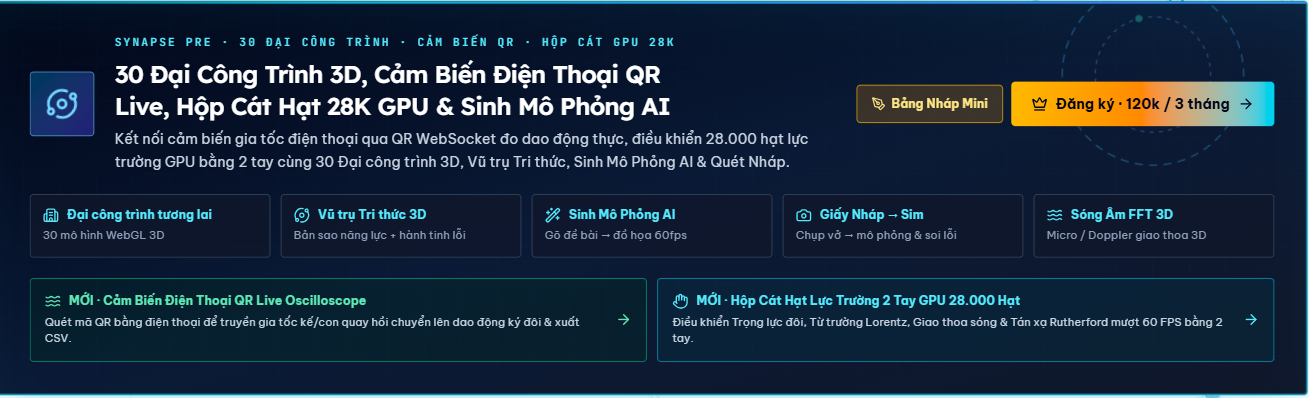 SYNAPSE PRE · 30 ĐẠI CÔNG TRÌNH · CẢM BIẾN QR · HỘP CÁT GPU 28K
30 Đại Công Trình 3D, Cảm Biến Điện Thoại QR
Live, Hộp Cát Hạt 28K GPU & Sinh Mô Phỏng AI
Kết nối cảm biến gia tốc điện thoại qua QR WebSocket đo dao động thực, điều khiển 28.000 hạt lực
trường GPU bằng 2 tay cùng 30 Đại công trình 3D, Vũ trụ Tri thức, Sinh Mô Phỏng AI & Quét Nháp.
Bảng Nháp Mini
Đăng ký · 120k / 3 tháng →
Đại công trình tương lai
30 mô hình WebGL 3D
Vũ trụ Tri thức 3D
Bản sao năng lực + hành tinh lỗi
Sinh Mô Phỏng AI
Gõ đề bài → đồ họa 60fps
Giấy Nháp → Sim
Chụp vở → mô phỏng & soi lỗi
Sóng Âm FFT 3D
Micro / Doppler giao thoa 3D
MỚI · Cảm Biến Điện Thoại QR Live Oscilloscope
Quét mã QR bằng điện thoại để truyền gia tốc kế/con quay hồi chuyển lên dao động ký đôi & xuất
CSV.
→
MỚI · Hộp Cát Hạt Lực Trường 2 Tay GPU 28.000 Hạt
Điều khiển Trọng lực đôi, Từ trường Lorentz, Giao thoa sóng & Tán xạ Rutherford mượt 60 FPS bằng 2
tay.
→